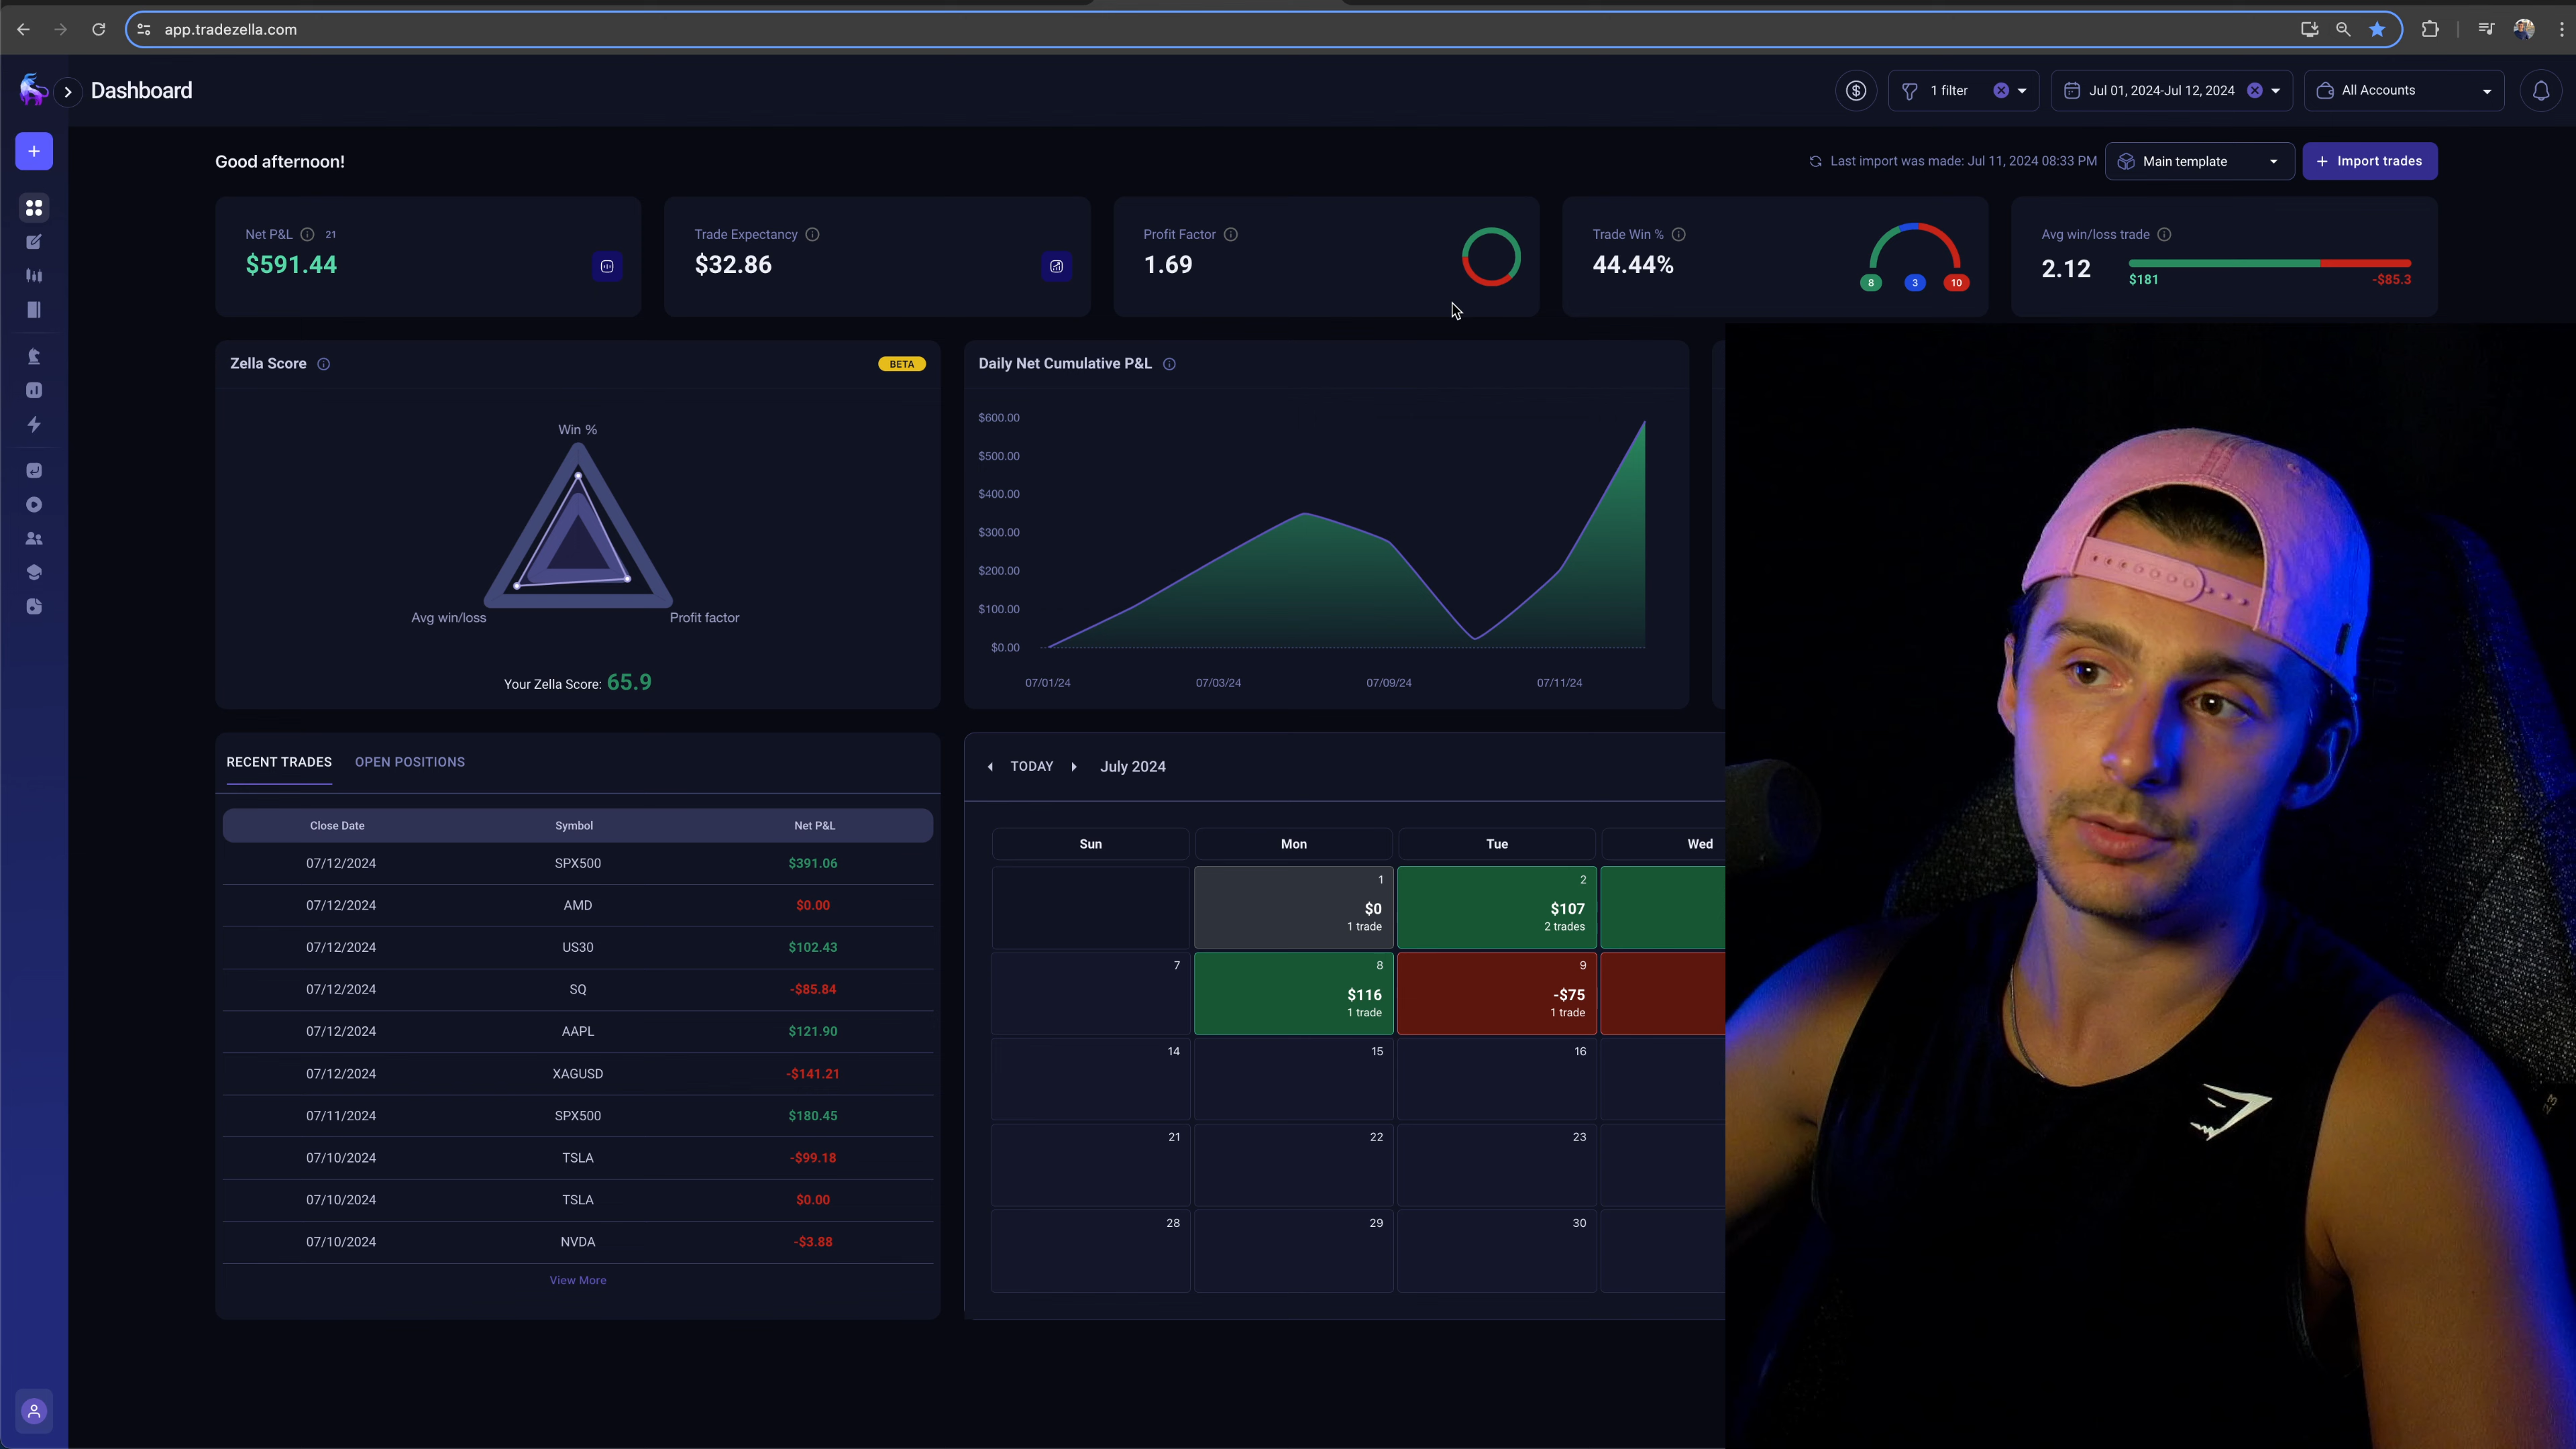 app.tradezella.com
Dashboard
1 filter
Jul 01, 2024-Jul 12, 2024
All Accounts
Good afternoon!
Last import was made: Jul 11, 2024 08:33 PM
Main template
+ Import trades
Net P&L 21
$591.44
Trade Expectancy
$32.86
Profit Factor
1.69
Trade Win %
44.44%
8 3 10
Avg win/loss trade
2.12
$181 -$85.3
Zella Score
BETA
Win %
Avg win/loss
Profit factor
Your Zella Score: 65.9
Daily Net Cumulative P&L
$600.00
$500.00
$400.00
$300.00
$200.00
$100.00
$0.00
07/01/24 07/03/24 07/09/24 07/11/24
RECENT TRADES OPEN POSITIONS
Close Date Symbol Net P&L
07/12/2024 SPX500 $391.06
07/12/2024 AMD $0.00
07/12/2024 US30 $102.43
07/12/2024 SQ -$85.84
07/12/2024 AAPL $121.90
07/12/2024 XAGUSD -$141.21
07/11/2024 SPX500 $180.45
07/10/2024 TSLA -$99.18
07/10/2024 TSLA $0.00
07/10/2024 NVDA -$3.88
View More
TODAY July 2024
Sun Mon Tue Wed
1 2
$0 $107
1 trade 2 trades
7 8 9
$116 -$75
1 trade 1 trade
14 15 16
21 22 23
28 29 30
23